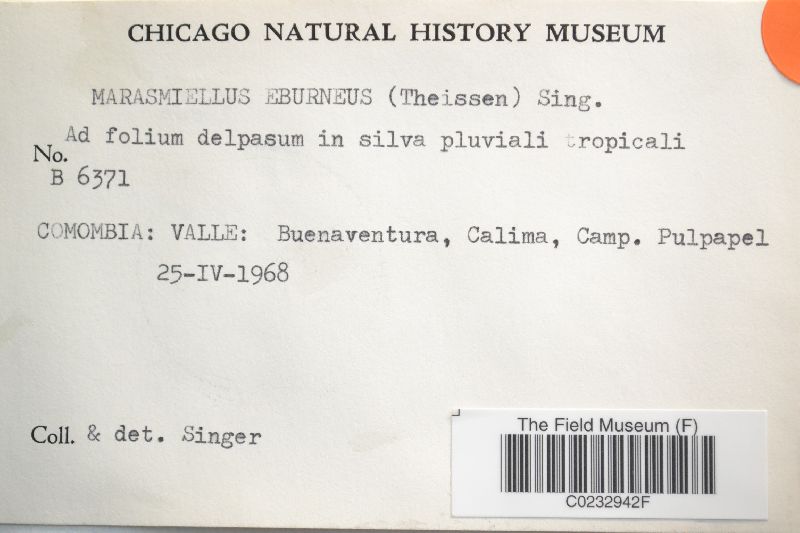 CHICAGO NATURAL HISTORY MUSEUM
MARASMIELLUS EBURNEUS (Theissen) Sing.
Ad folium delpasum in silva pluviali tropicali
No.
B 6371
COMOMBIA: VALLE: Buenaventura, Calima, Camp. Pulpapel
25-IV-1968
Coll. & det. Singer
The Field Museum (F)
C0232942F